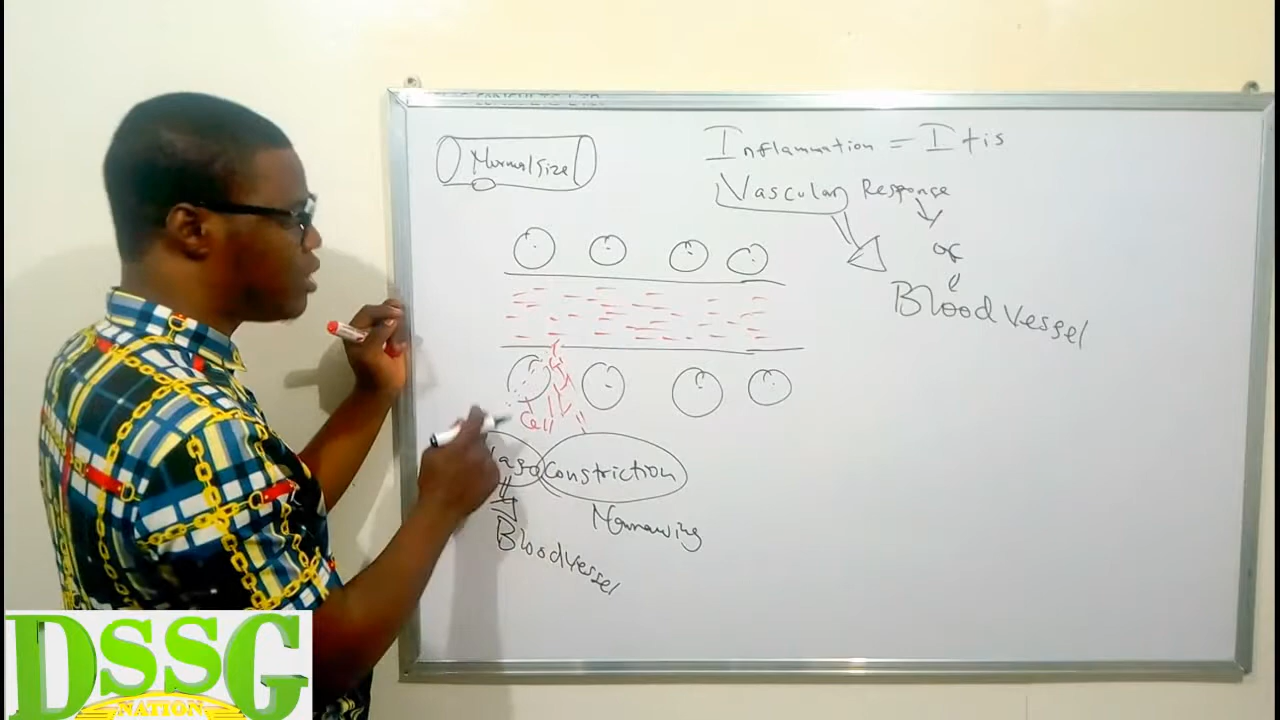 Inflammation = Itis
Vascular Response
of
Blood Vessel
Normal Size
Cell
Vaso Constriction
Narrowing
Blood Vessel
DSSG
NATION